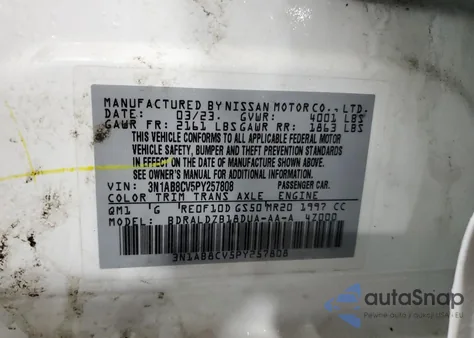 MANUFACTURED BY NISSAN MOTOR CO., LTD.
DATE: 03/23. GVWR: 4001 LBS
GAWR FR: 2161 LBS GAWR RR: 1863 LBS
THIS VEHICLE CONFORMS TO ALL APPLICABLE FEDERAL MOTOR
VEHICLE SAFETY, BUMPER AND THEFT PREVENTION STANDARDS
IN EFFECT ON THE DATE OF MANUFACTURE SHOWN ABOVE.
SEE OWNER'S MANUAL FOR ADDITIONAL INFORMATION.
VIN: 3N1AB8CV5PY257808 PASSENGER CAR.
COLOR TRIM TRANS AXLE ENGINE
QM1 'G 'RE0F10D GS50 MR20 1997 CC
MODEL: BDRALDZB18DUA-AA-A 4Z000
3N1AB8CV5PY257808
autoSnap